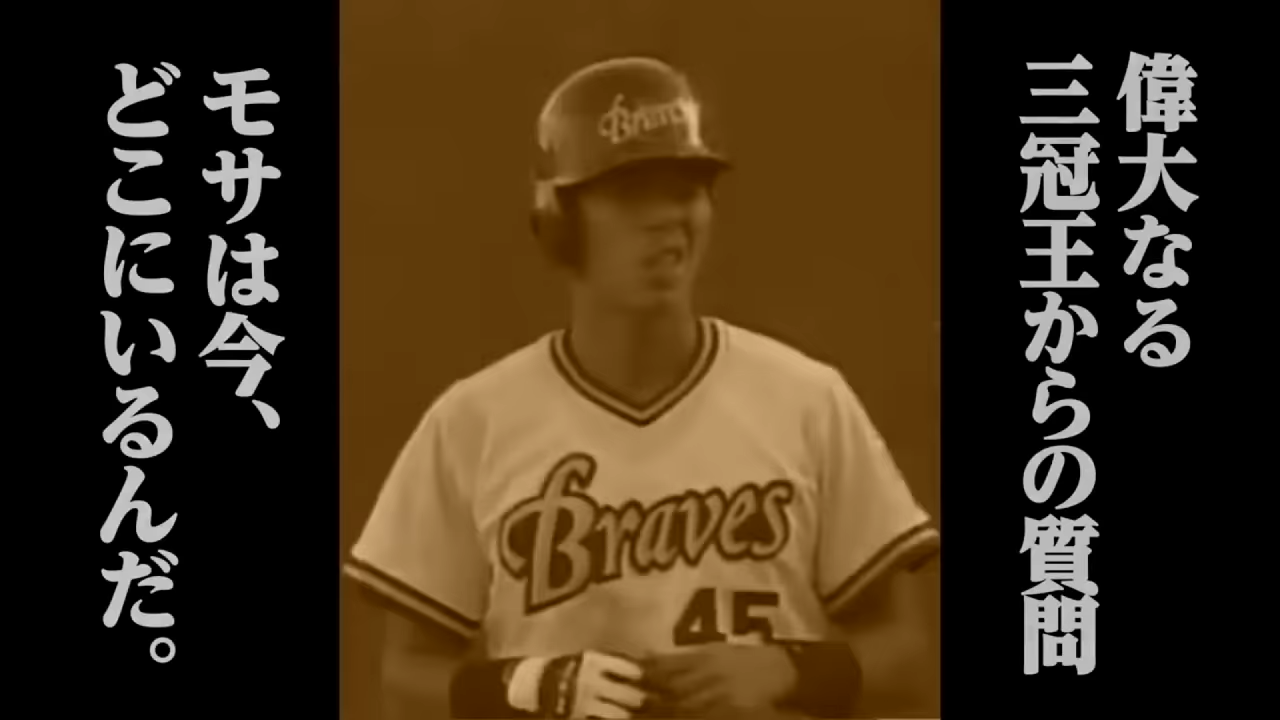 偉大なる
三冠王からの質問
モサは今、
どこにいるんだ。
Braves
Braves
45